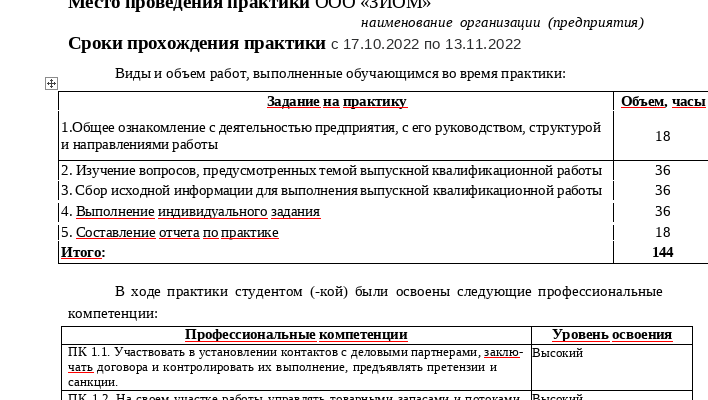 Место проведения практики ООО «ЗИОМ»
наименование организации (предприятия)
Сроки прохождения практики с 17.10.2022 по 13.11.2022
Виды и объем работ, выполненные обучающимся во время практики:
Задание на практику Объем, часы
1.Общее ознакомление с деятельностью предприятия, с его руководством, структурой
и направлениями работы 18
2. Изучение вопросов, предусмотренных темой выпускной квалификационной работы 36
3. Сбор исходной информации для выполнения выпускной квалификационной работы 36
4. Выполнение индивидуального задания 36
5. Составление отчета по практике 18
Итого: 144
В ходе практики студентом (-кой) были освоены следующие профессиональные
компетенции:
Профессиональные компетенции Уровень освоения
ПК 1.1. Участвовать в установлении контактов с деловыми партнерами, заклю- Высокий
чать договора и контролировать их выполнение, предъявлять претензии и
санкции.
ПК 1.2. На своем участке работы управлять товарными запасами и потоками. Высокий